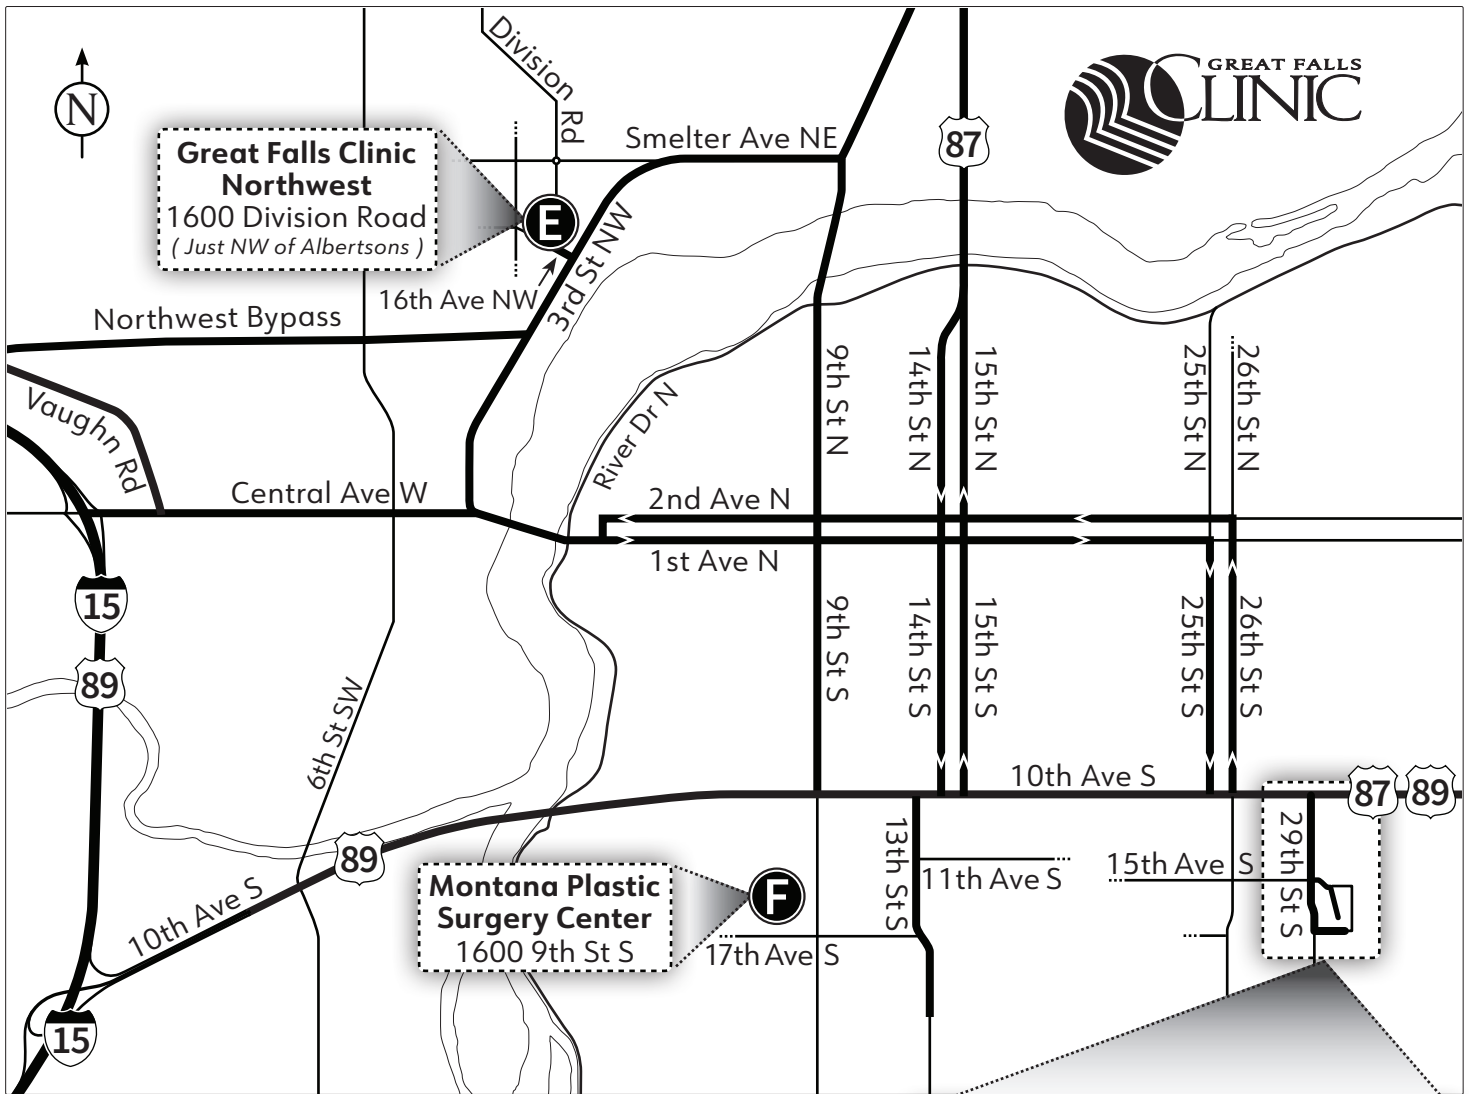 Division
Rd
GREAT FALLS
CLINIC
N
Smelter Ave NE
87
Great Falls Clinic
Northwest
1600 Division Road
( Just NW of Albertsons )
E
3rd St NW
16th Ave NW
Northwest Bypass
9th St N
14th St N
15th St N
25th St N
26th St N
Vaughn Rd
River Dr N
Central Ave W
2nd Ave N
1st Ave N
15
9th St S
14th St S
15th St S
25th St S
26th St S
89
6th St SW
10th Ave S
87
89
13th St S
29th St S
89
11th Ave S
15th Ave S
Montana Plastic
Surgery Center
1600 9th St S
F
10th Ave S
17th Ave S
15